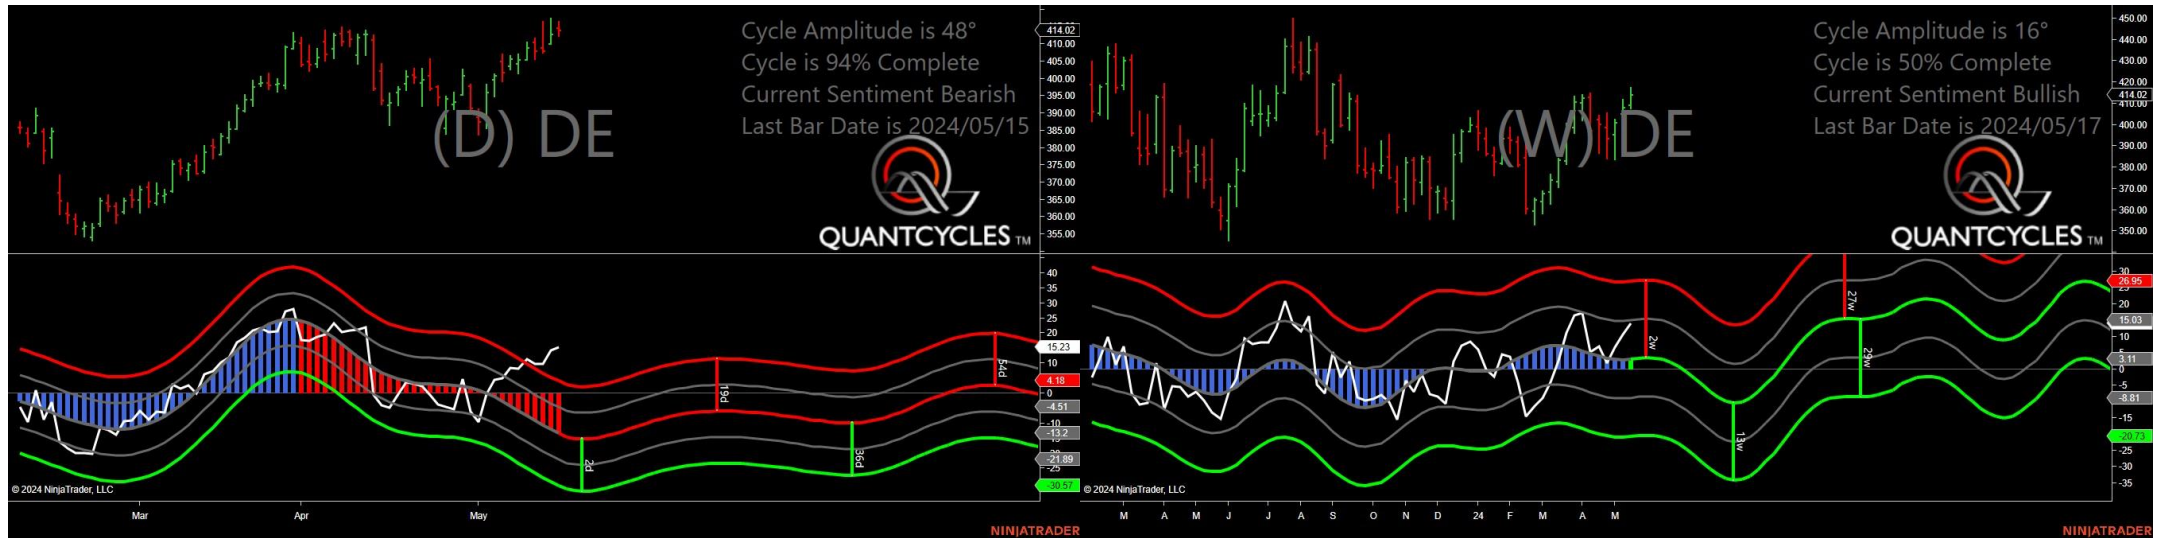 Cycle Amplitude is 48°
Cycle is 94% Complete
Current Sentiment Bearish
Last Bar Date is 2024/05/15
(D) DE
QUANTCYCLES TM
414.02
410.00
405.00
400.00
395.00
390.00
385.00
380.00
375.00
370.00
365.00
360.00
355.00
40
35
30
25
20
15.23
10
4.18
0
-4.51
-10
-13.2
-21.89
-25
-30.57
2d
19d
36d
54d
© 2024 NinjaTrader, LLC
Mar
Apr
May
NINJATRADER
Cycle Amplitude is 16°
Cycle is 50% Complete
Current Sentiment Bullish
Last Bar Date is 2024/05/17
(W) DE
QUANTCYCLES TM
450.00
440.00
430.00
420.00
414.02
410.00
400.00
390.00
380.00
370.00
360.00
350.00
30
26.95
25
20
15.03
10
5
3.11
0
-5
-8.81
-15
-20.73
-25
-30
-35
2w
13w
27w
29w
© 2024 NinjaTrader, LLC
M
A
M
J
J
A
S
O
N
D
24
F
M
A
M
NINJATRADER